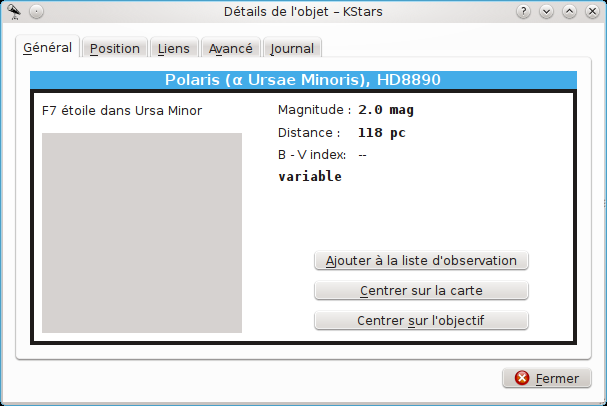 Détails de l'objet – KStars
Général Position Liens Avancé Journal
Polaris (α Ursae Minoris), HD8890
F7 étoile dans Ursa Minor
Magnitude : 2.0 mag
Distance : 118 pc
B - V index: --
variable
Ajouter à la liste d'observation
Centrer sur la carte
Centrer sur l'objectif
Fermer